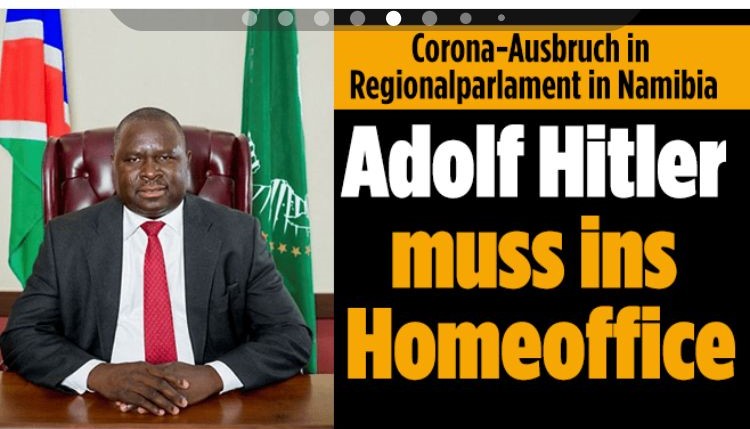 Corona-Ausbruch in
Regionalparlament in Namibia
Adolf Hitler
muss ins
Homeoffice